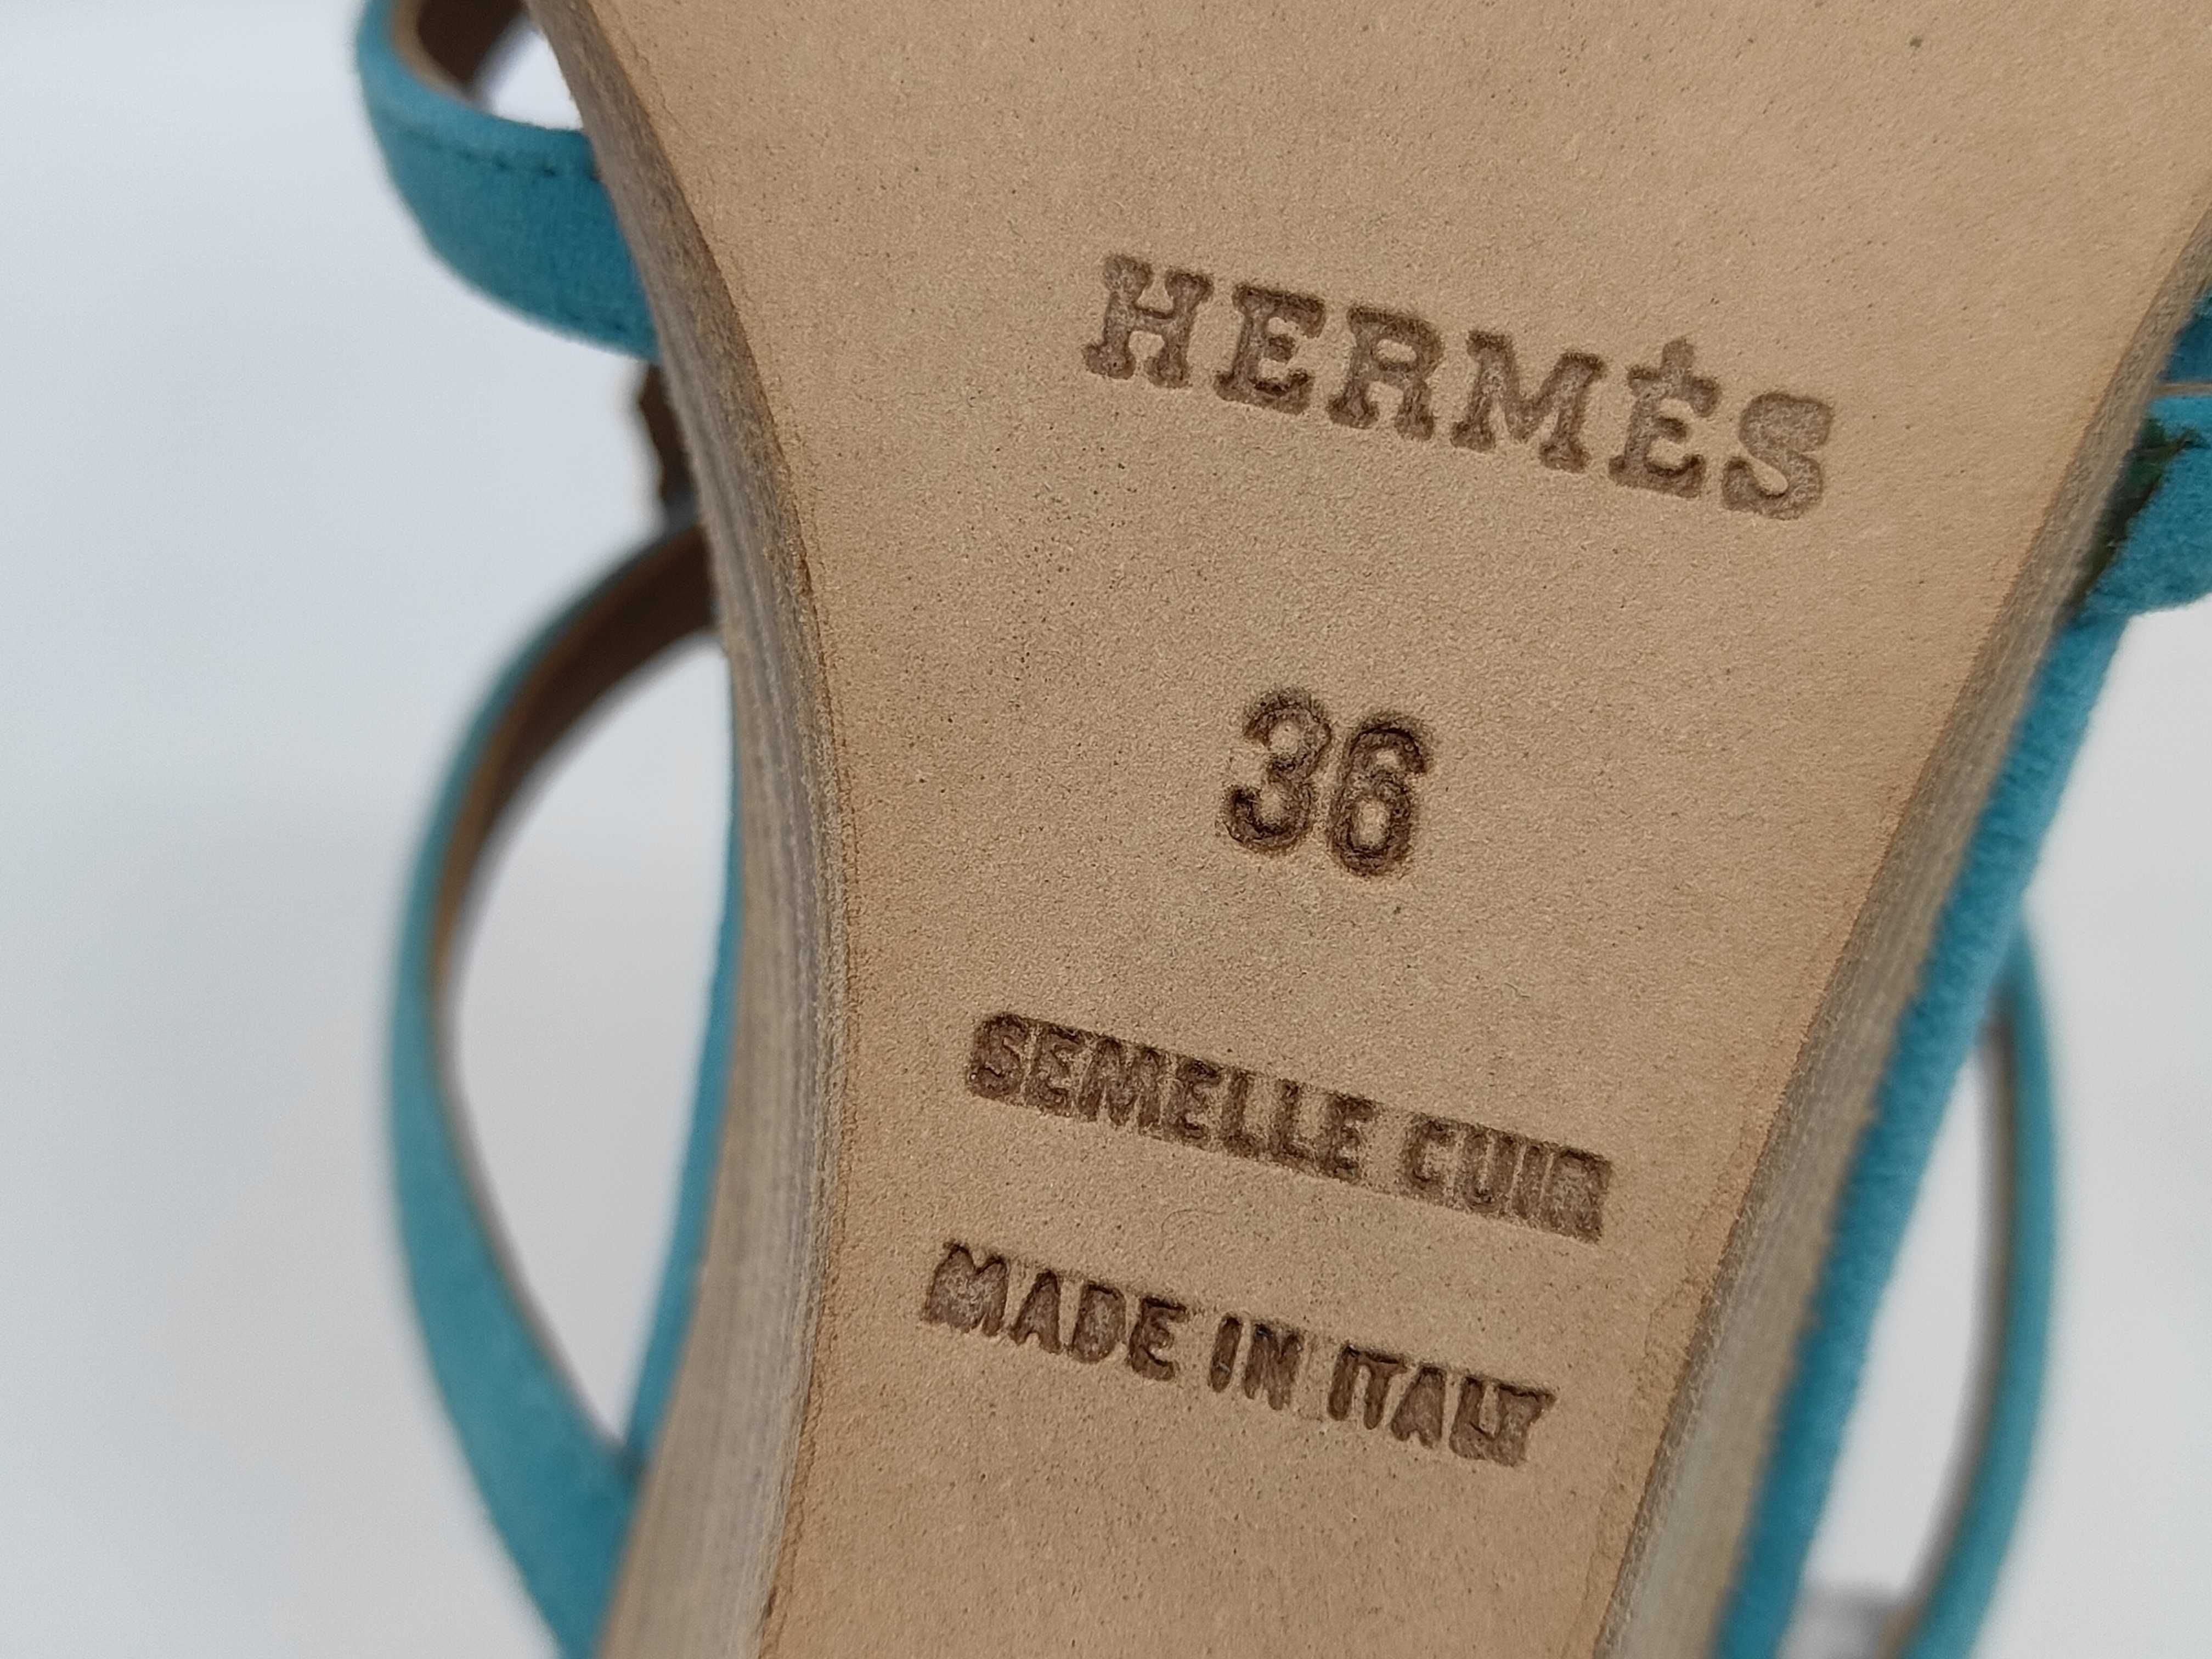 HERMÈS
36
SEMELLE CUIR
MADE IN ITALY